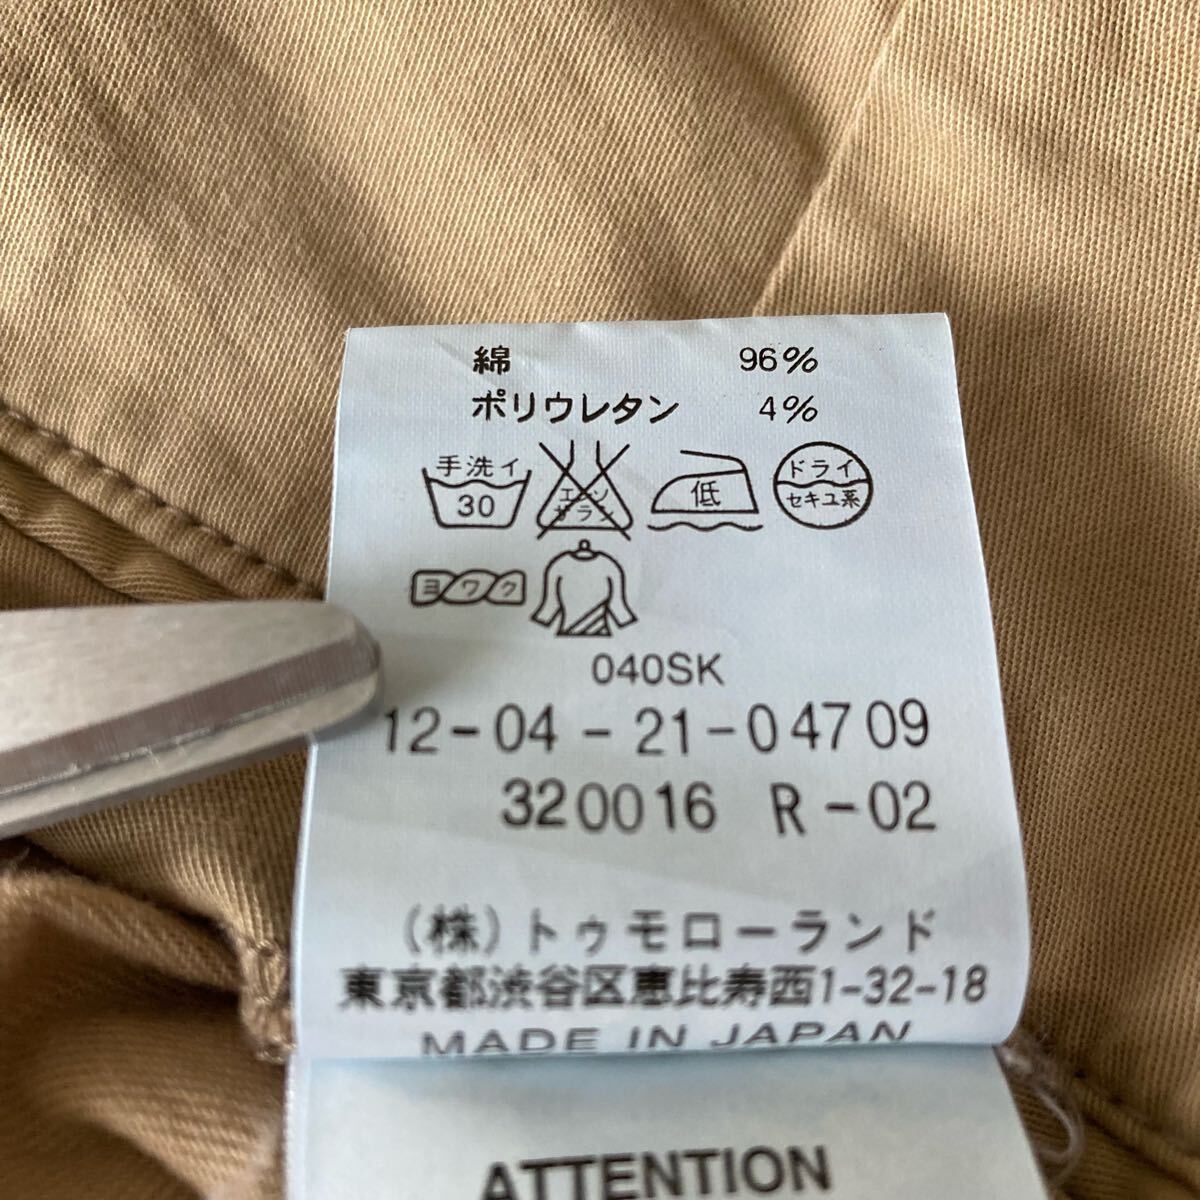 綿 96%
ポリウレタン 4%
手洗イ
30
エンソ
サラシ
低
ドライ
セキユ系
ヨワク
040SK
12-04-21-04709
320016 R-02
(株)トゥモローランド
東京都渋谷区恵比寿西1-32-18
MADE IN JAPAN
ATTENTION